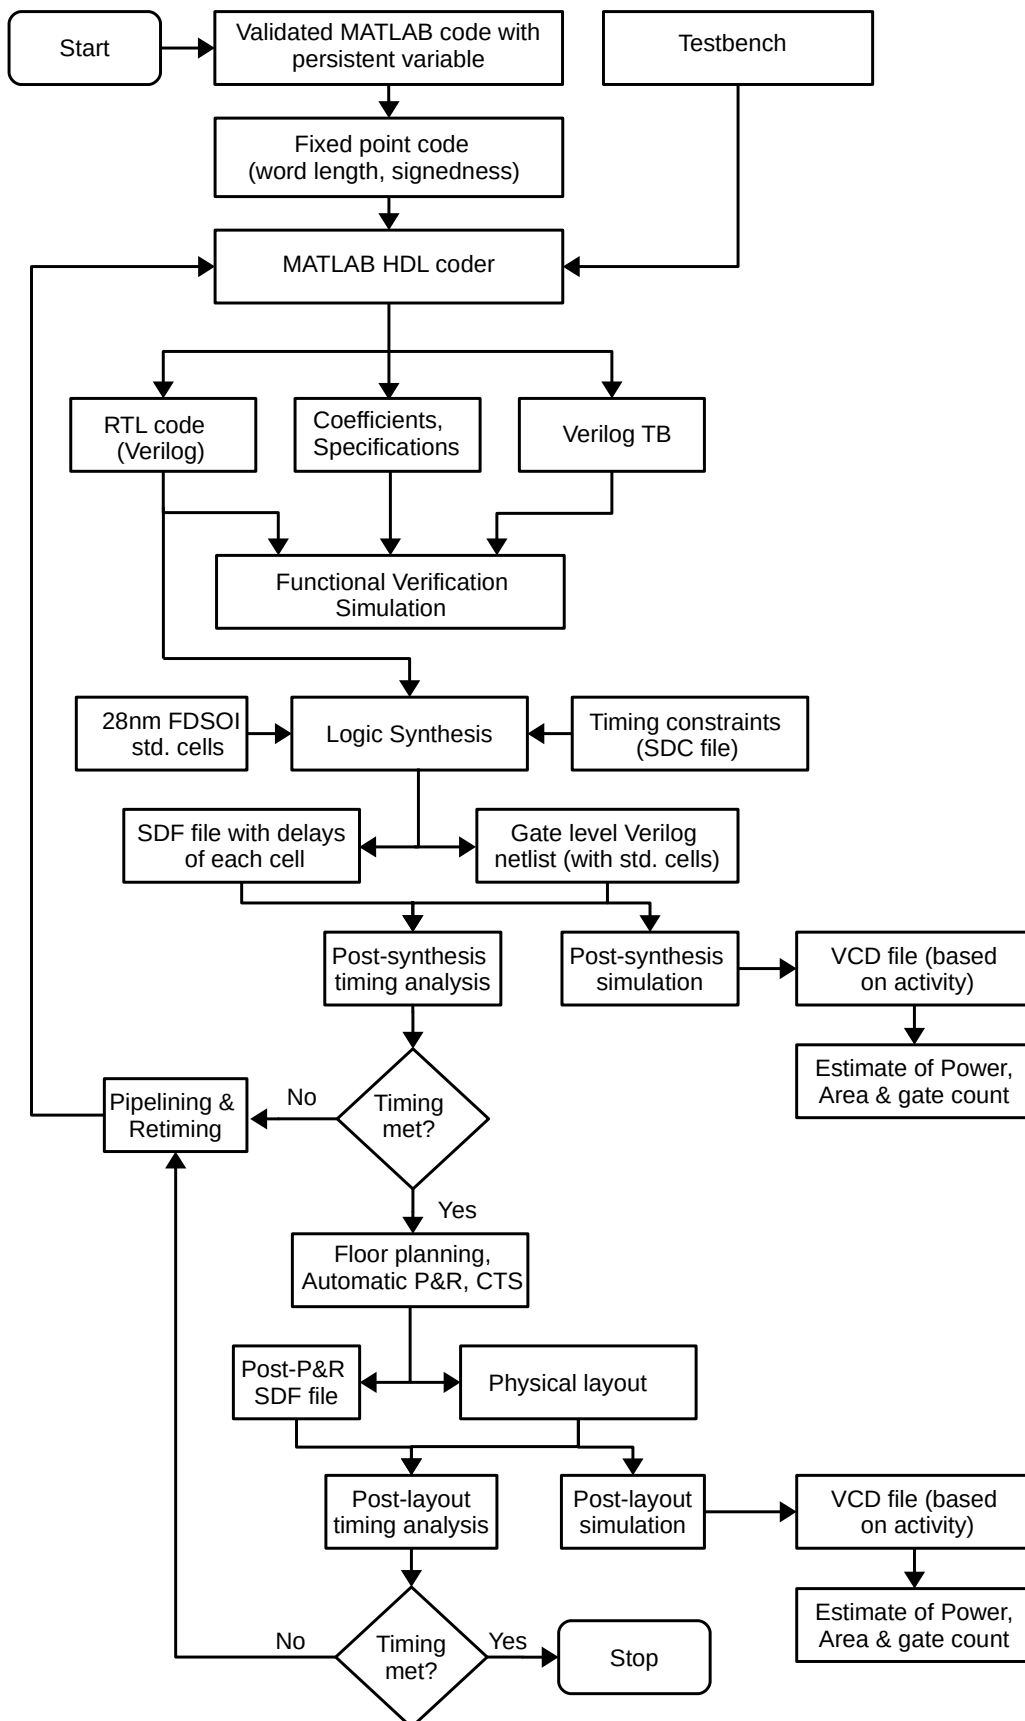 Start
Validated MATLAB code with
persistent variable
Testbench
Fixed point code
(word length, signedness)
MATLAB HDL coder
RTL code
(Verilog)
Coefficients,
Specifications
Verilog TB
Functional Verification
Simulation
28nm FDSOI
std. cells
Logic Synthesis
Timing constraints
(SDC file)
SDF file with delays
of each cell
Gate level Verilog
netlist (with std. cells)
Post-synthesis
timing analysis
Post-synthesis
simulation
VCD file (based
on activity)
Estimate of Power,
Area & gate count
Pipelining &
Retiming
No
Timing
met?
Yes
Floor planning,
Automatic P&R, CTS
Post-P&R
SDF file
Physical layout
Post-layout
timing analysis
Post-layout
simulation
VCD file (based
on activity)
Estimate of Power,
Area & gate count
No
Timing
met?
Yes
Stop